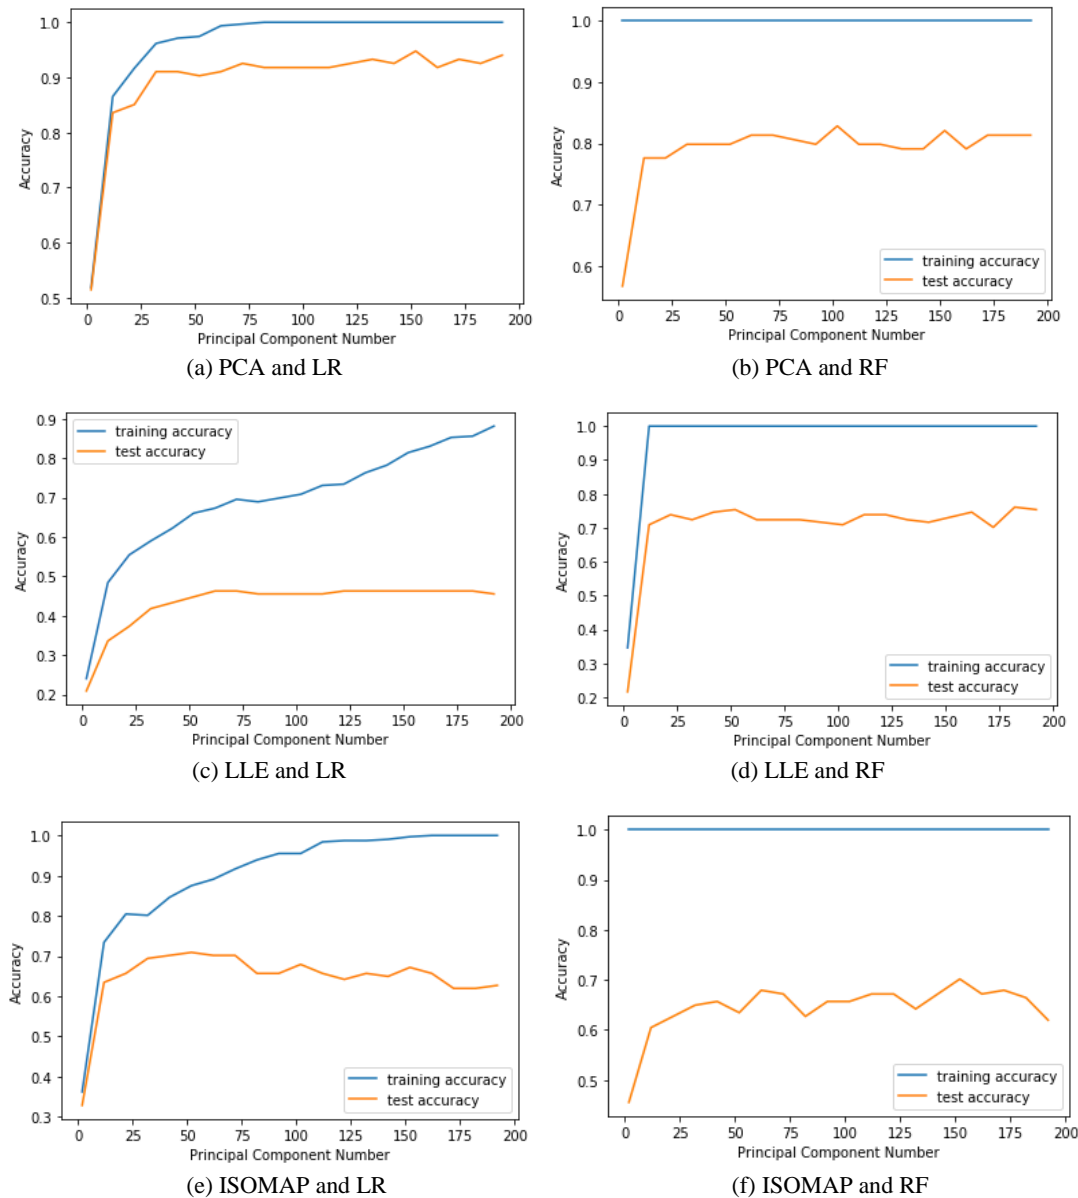 1.0
0.9
0.8
0.7
0.6
0.5
Accuracy
0 25 50 75 100 125 150 175 200
Principal Component Number
(a) PCA and LR
1.0
0.9
0.8
0.7
0.6
Accuracy
training accuracy
test accuracy
0 25 50 75 100 125 150 175 200
Principal Component Number
(b) PCA and RF
0.9
0.8
0.7
0.6
0.5
0.4
0.3
0.2
Accuracy
training accuracy
test accuracy
0 25 50 75 100 125 150 175 200
Principal Component Number
(c) LLE and LR
1.0
0.9
0.8
0.7
0.6
0.5
0.4
0.3
0.2
Accuracy
training accuracy
test accuracy
0 25 50 75 100 125 150 175 200
Principal Component Number
(d) LLE and RF
1.0
0.9
0.8
0.7
0.6
0.5
0.4
0.3
Accuracy
training accuracy
test accuracy
0 25 50 75 100 125 150 175 200
Principal Component Number
(e) ISOMAP and LR
1.0
0.9
0.8
0.7
0.6
0.5
Accuracy
training accuracy
test accuracy
0 25 50 75 100 125 150 175 200
Principal Component Number
(f) ISOMAP and RF